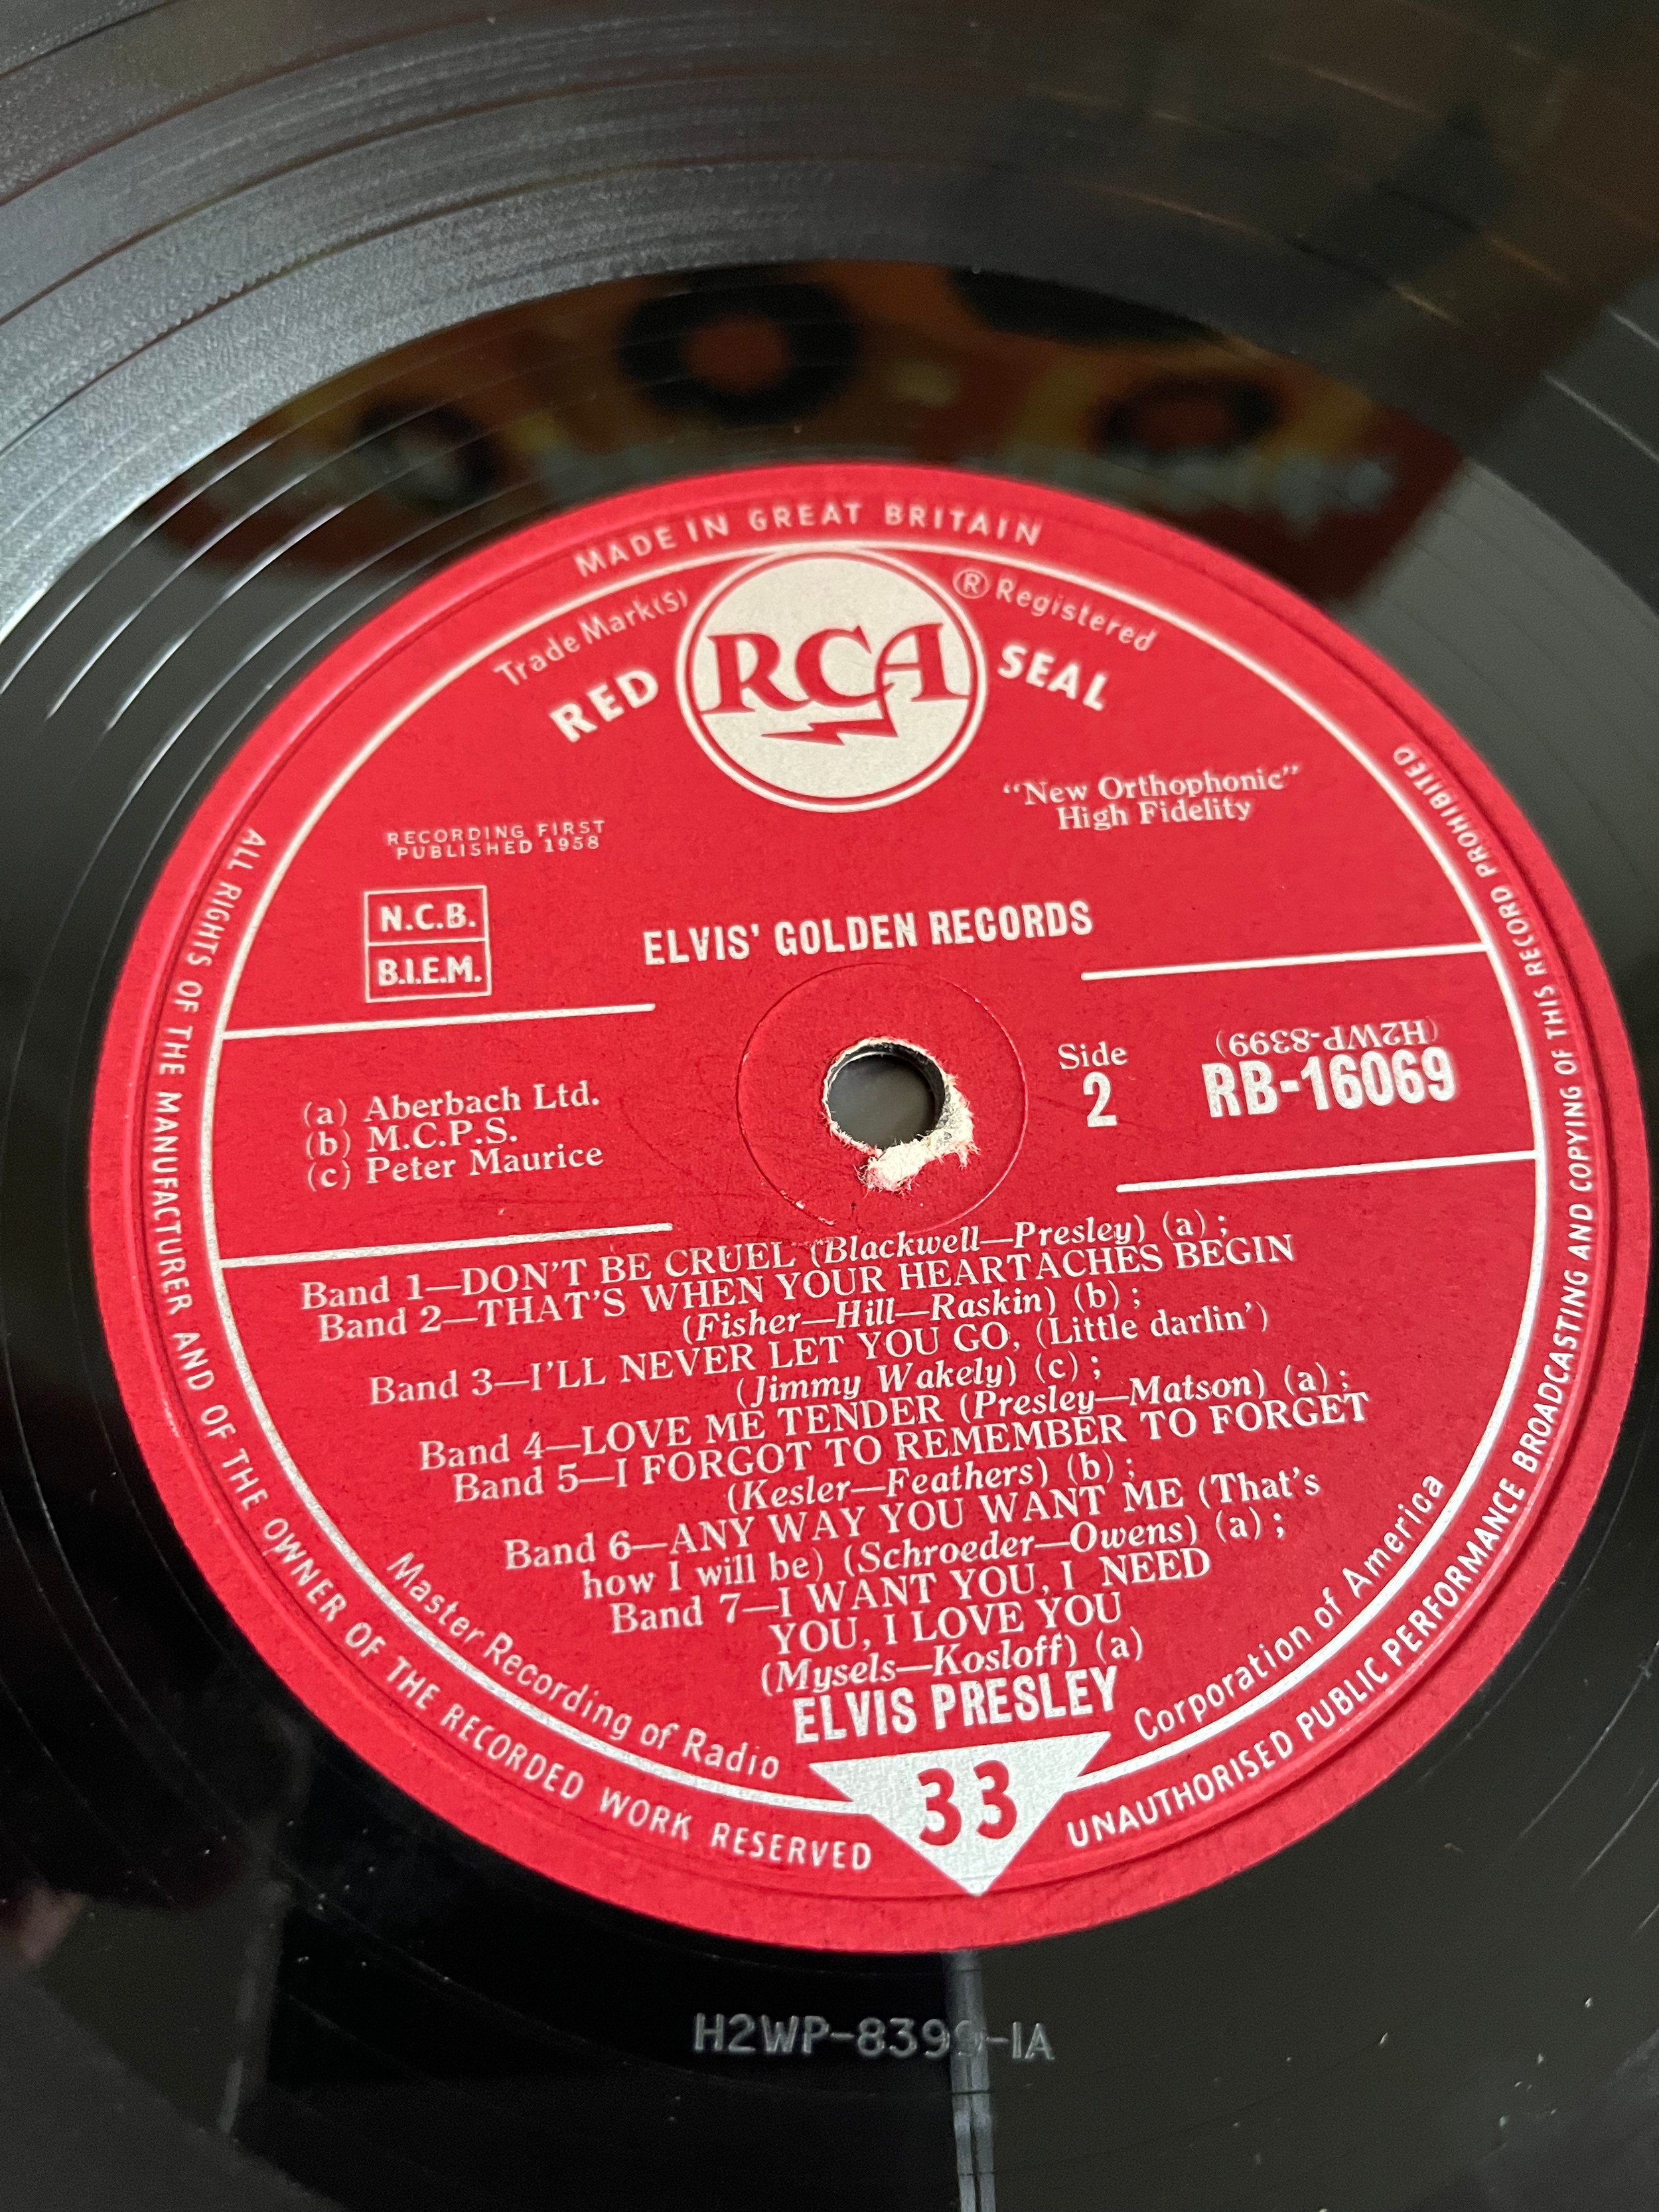 MADE IN GREAT BRITAIN
Trade Mark(s)
® Registered
RED
RCA
SEAL
"New Orthophonic"
High Fidelity
RECORDING FIRST
PUBLISHED 1958
N.C.B.
B.I.E.M.
ELVIS' GOLDEN RECORDS
(a) Aberbach Ltd.
(b) M.C.P.S.
(c) Peter Maurice
Side
2
(H2WP-8399)
RB-16069
Band 1—DON'T BE CRUEL (Blackwell—Presley) (a) ;
Band 2—THAT'S WHEN YOUR HEARTACHES BEGIN
(Fisher—Hill—Raskin) (b) ;
Band 3—I'LL NEVER LET YOU GO, (Little darlin')
(Jimmy Wakely) (c) ;
Band 4—LOVE ME TENDER (Presley—Matson) (a) ;
Band 5—I FORGOT TO REMEMBER TO FORGET
(Kesler—Feathers) (b) ;
Band 6—ANY WAY YOU WANT ME (That's
how I will be) (Schroeder—Owens) (a) ;
Band 7—I WANT YOU, I NEED
YOU, I LOVE YOU
(Mysels—Kosloff) (a)
ELVIS PRESLEY
Master Recording of Radio
Corporation of America
33
ALL RIGHTS OF THE MANUFACTURER AND OF THE OWNER OF THE RECORDED WORK RESERVED
UNAUTHORISED PUBLIC PERFORMANCE BROADCASTING AND COPYING OF THIS RECORD PROHIBITED
H2WP-8399-1A